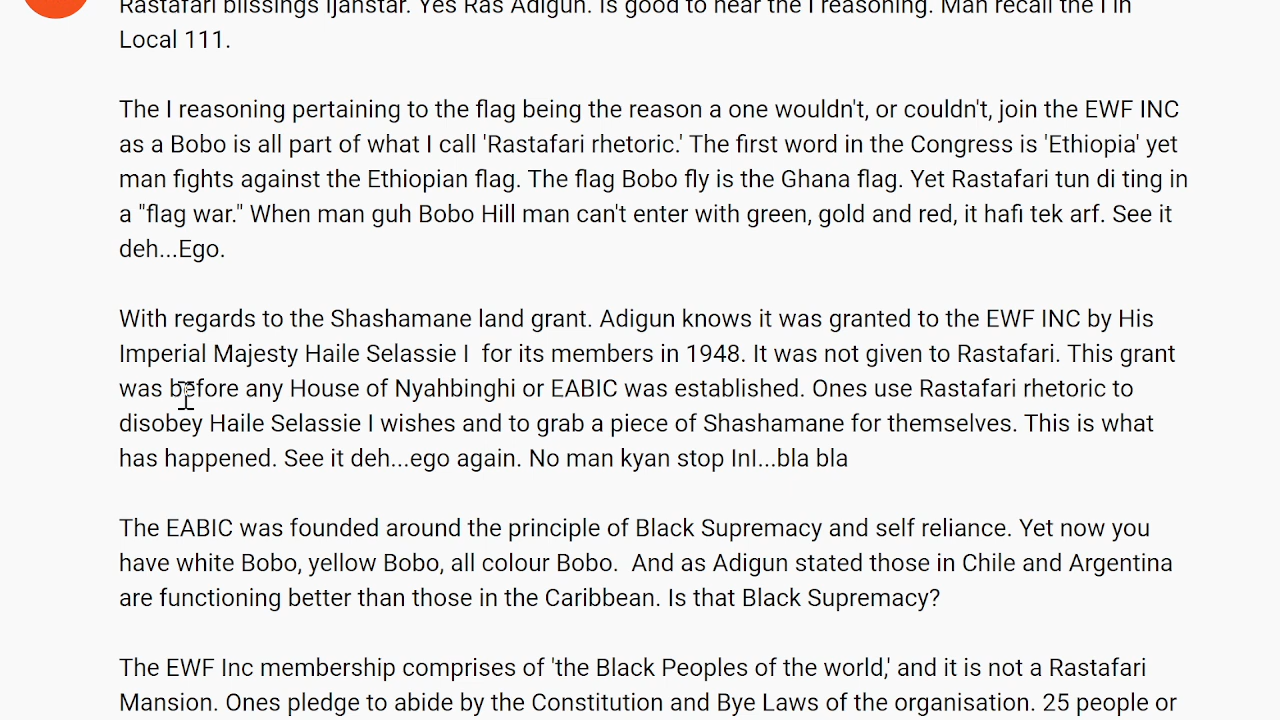 Rastafari blissings Ijahstar. Yes Ras Adigun. Is good to hear the I reasoning. Man recall the I in
Local 111.
The I reasoning pertaining to the flag being the reason a one wouldn't, or couldn't, join the EWF INC
as a Bobo is all part of what I call 'Rastafari rhetoric.' The first word in the Congress is 'Ethiopia' yet
man fights against the Ethiopian flag. The flag Bobo fly is the Ghana flag. Yet Rastafari tun di ting in
a "flag war." When man guh Bobo Hill man can't enter with green, gold and red, it hafi tek arf. See it
deh...Ego.
With regards to the Shashamane land grant. Adigun knows it was granted to the EWF INC by His
Imperial Majesty Haile Selassie I  for its members in 1948. It was not given to Rastafari. This grant
was before any House of Nyahbinghi or EABIC was established. Ones use Rastafari rhetoric to
disobey Haile Selassie I wishes and to grab a piece of Shashamane for themselves. This is what
has happened. See it deh...ego again. No man kyan stop InI...bla bla
The EABIC was founded around the principle of Black Supremacy and self reliance. Yet now you
have white Bobo, yellow Bobo, all colour Bobo.  And as Adigun stated those in Chile and Argentina
are functioning better than those in the Caribbean. Is that Black Supremacy?
The EWF Inc membership comprises of 'the Black Peoples of the world,' and it is not a Rastafari
Mansion. Ones pledge to abide by the Constitution and Bye Laws of the organisation. 25 people or